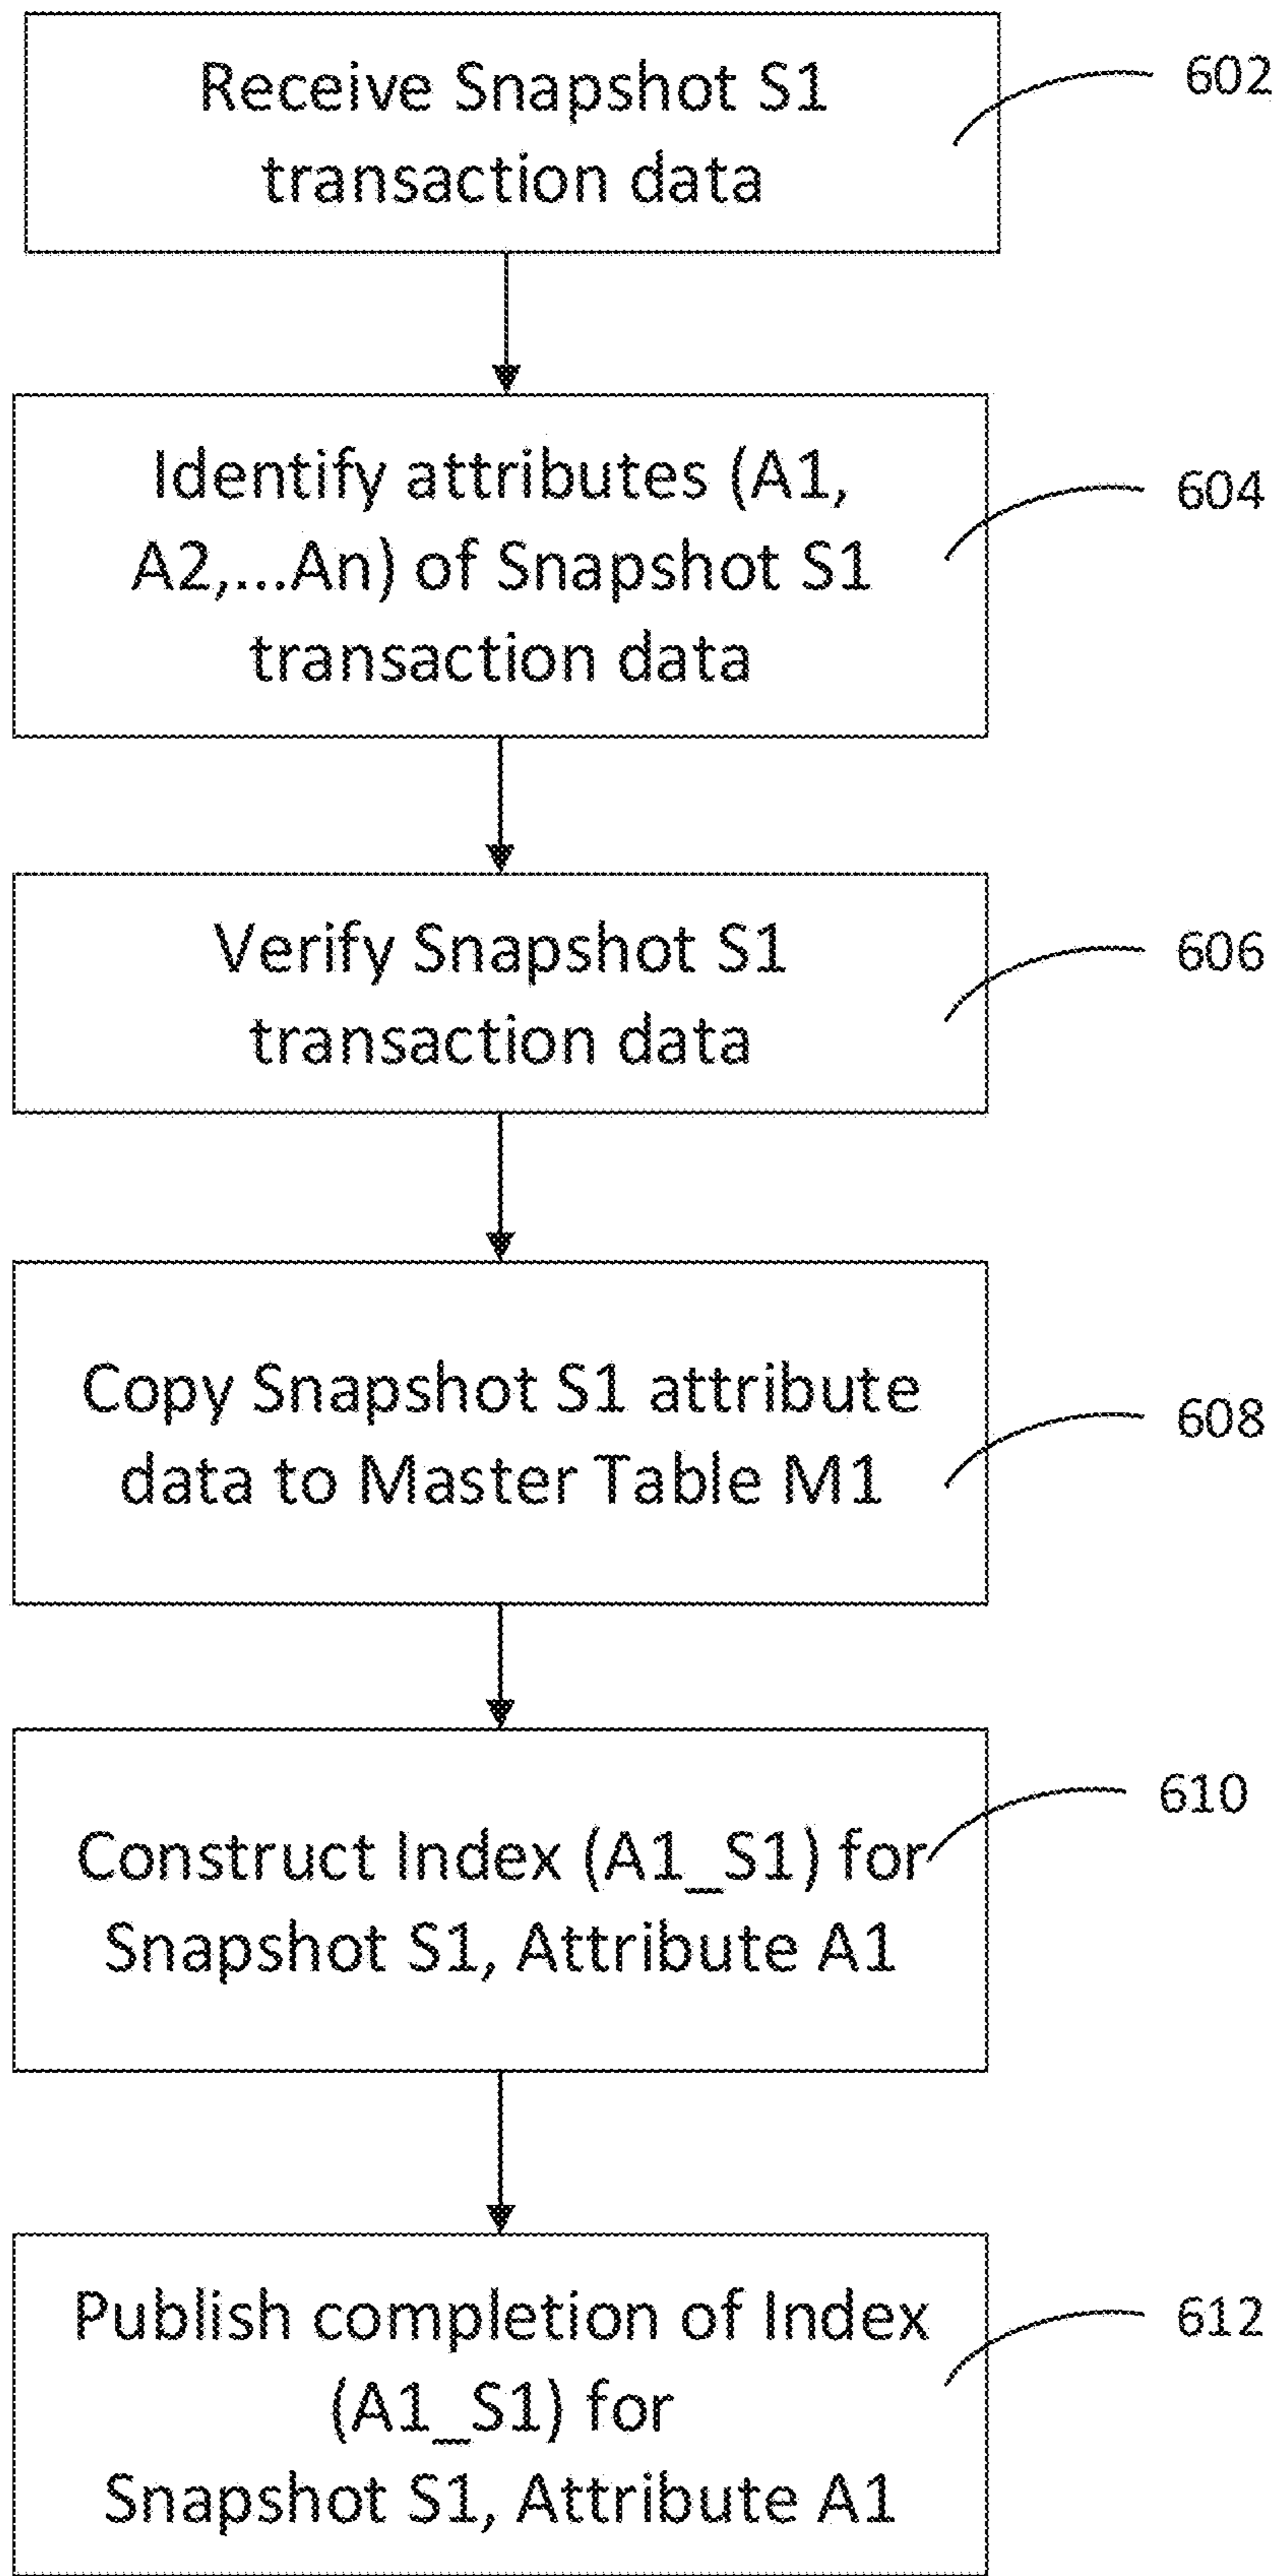 Receive Snapshot S1
transaction data
602
Identify attributes (A1,
A2,...An) of Snapshot S1
transaction data
604
Verify Snapshot S1
transaction data
606
Copy Snapshot S1 attribute
data to Master Table M1
608
Construct Index (A1_S1) for
Snapshot S1, Attribute A1
610
Publish completion of Index
(A1_S1) for
Snapshot S1, Attribute A1
612